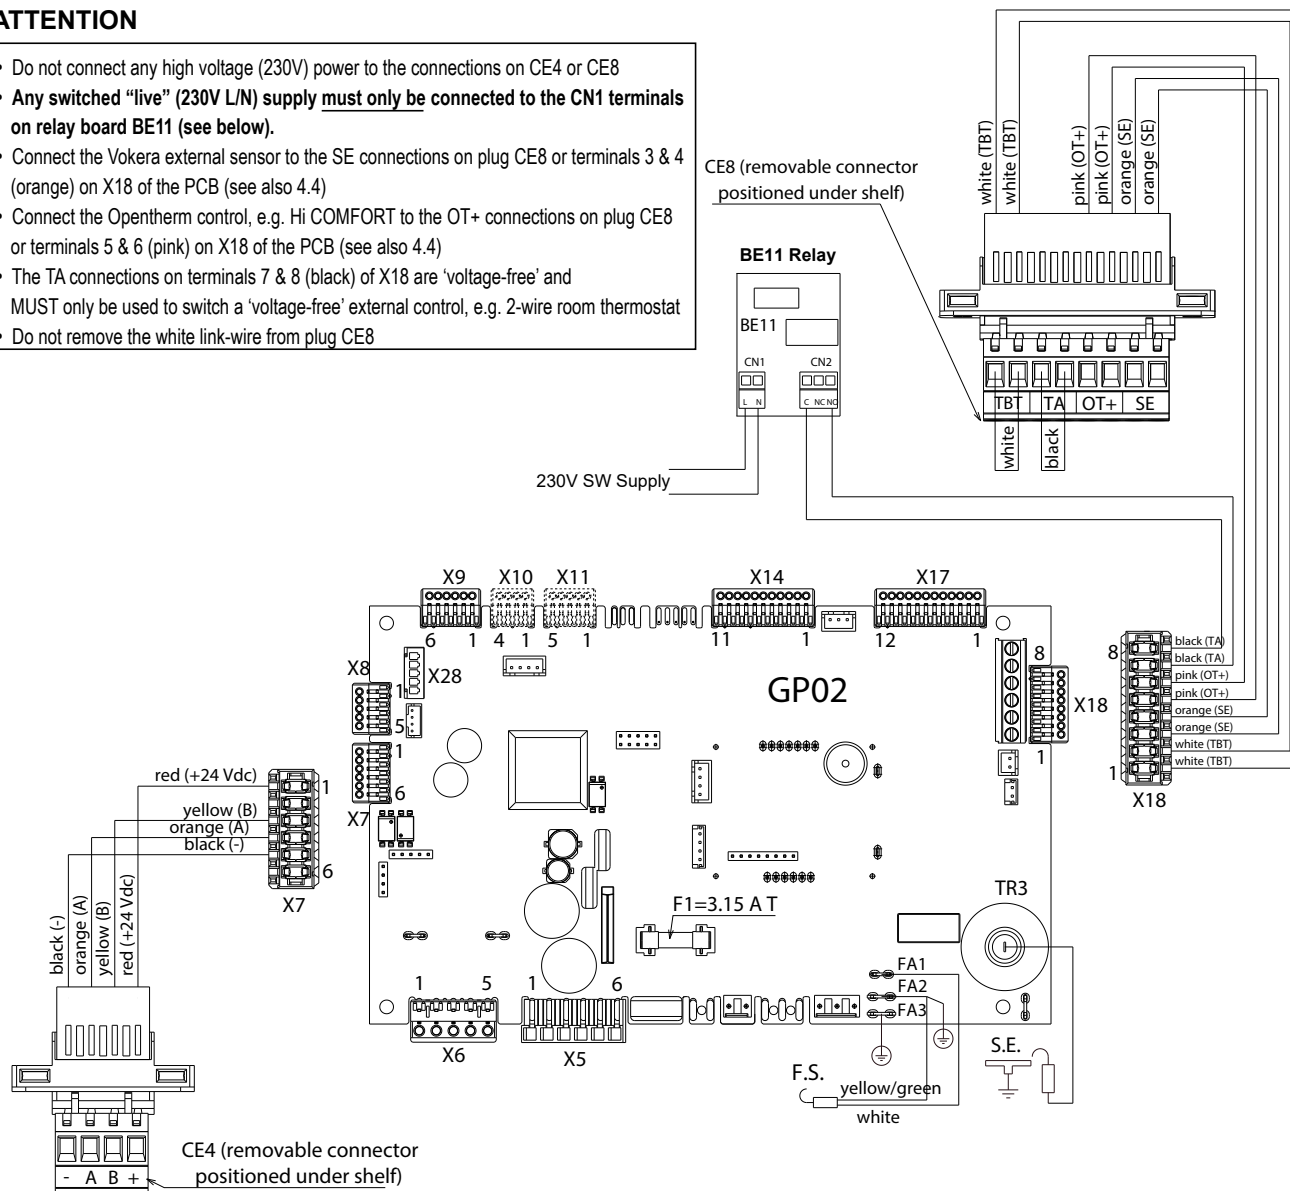 ATTENTION
• Do not connect any high voltage (230V) power to the connections on CE4 or CE8
• Any switched “live” (230V L/N) supply must only be connected to the CN1 terminals
on relay board BE11 (see below).
• Connect the Vokera external sensor to the SE connections on plug CE8 or terminals 3 & 4
(orange) on X18 of the PCB (see also 4.4)
• Connect the Opentherm control, e.g. Hi COMFORT to the OT+ connections on plug CE8
or terminals 5 & 6 (pink) on X18 of the PCB (see also 4.4)
• The TA connections on terminals 7 & 8 (black) of X18 are ‘voltage-free’ and
MUST only be used to switch a ‘voltage-free’ external control, e.g. 2-wire room thermostat
• Do not remove the white link-wire from plug CE8
white (TBT)
white (TBT)
pink (OT+)
pink (OT+)
orange (SE)
orange (SE)
CE8 (removable connector
positioned under shelf)
TBT TA OT+ SE
white
black
BE11 Relay
BE11
CN1 CN2
L N C NC NO
230V SW Supply
X9 X10 X11 X14 X17
6 1 4 1 5 1 11 1 12 1
X8
1
5
X28
GP02
8
X18
1
8
black (TA)
black (TA)
pink (OT+)
pink (OT+)
orange (SE)
orange (SE)
white (TBT)
white (TBT)
1
X18
1
6
X7
red (+24 Vdc)
yellow (B)
orange (A)
black (-)
1
6
X7
black (-)
orange (A)
yellow (B)
red (+24 Vdc)
F1=3.15 A T
TR3
FA1
FA2
FA3
1 5 1 6
X6 X5
F.S.
yellow/green
white
S.E.
CE4 (removable connector
positioned under shelf)
- A B +